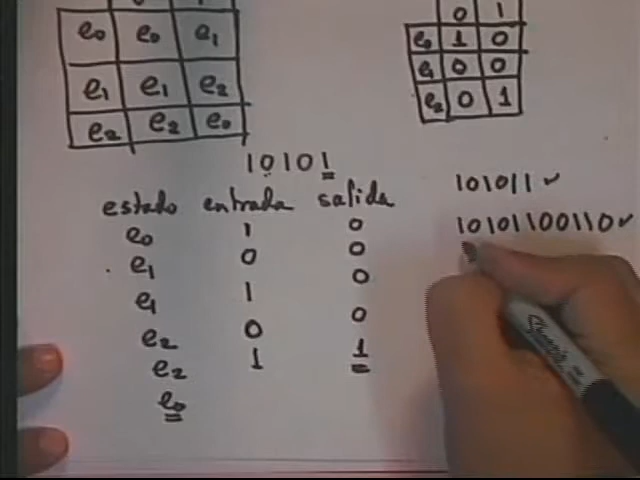 0 1
e0 e0 e1
e1 e1 e2
e2 e2 e0
0 1
e0 1 0
e1 0 0
e2 0 1
10101
estado entrada salida
e0 1 0
e1 0 0
e1 1 0
e2 0 0
e2 1 1
e0
101011 ✓
10101100110 ✓
Sharpie